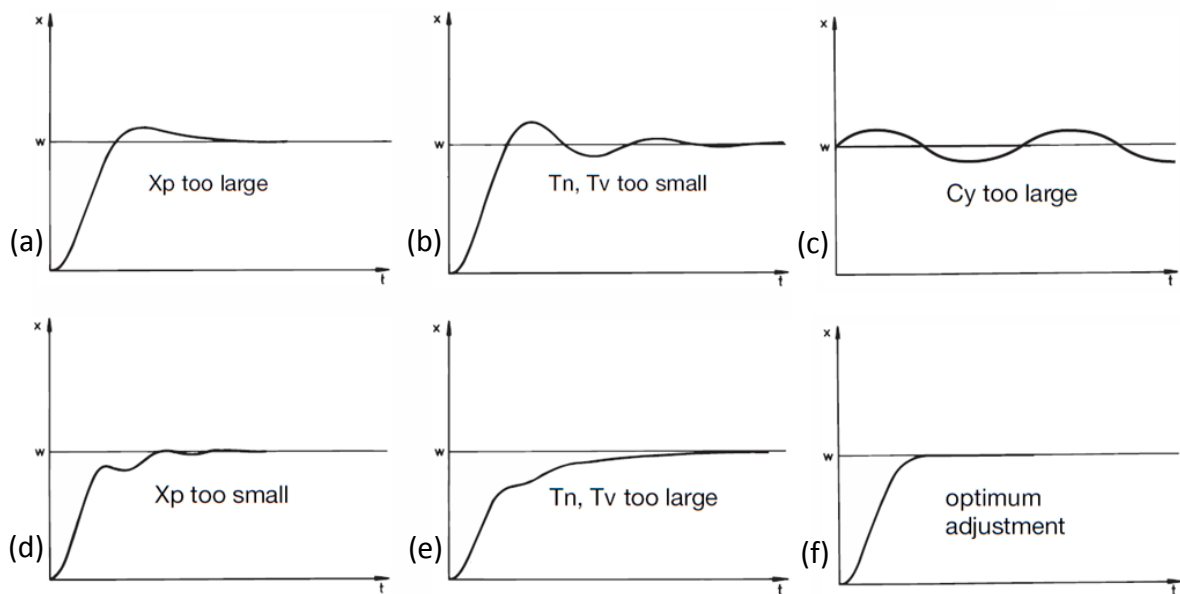 x
w
Xp too large
(a)
t
x
w
Tn, Tv too small
(b)
t
x
w
Cy too large
(c)
t
x
w
Xp too small
(d)
t
x
w
Tn, Tv too large
(e)
t
x
w
optimum
adjustment
(f)
t